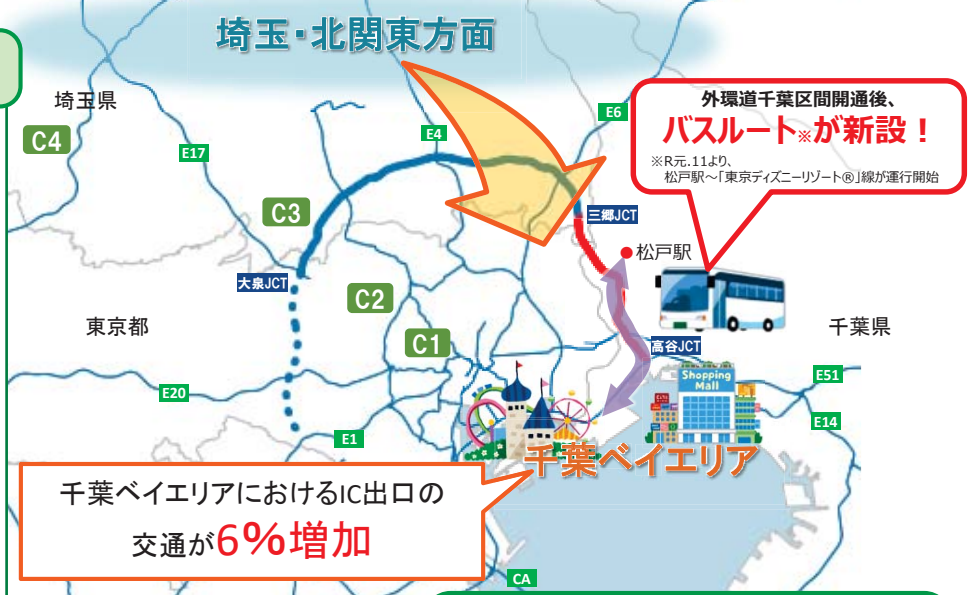 埼玉・北関東方面
埼玉県
C4
E17
E4
E6
外環道千葉区間開通後、
バスルート※が新設！
※R元.11より、
松戸駅～「東京ディズニーリゾート®」線が運行開始
C3
三郷JCT
松戸駅
大泉JCT
C2
東京都
千葉県
C1
高谷JCT
Shopping
Mall
E51
E20
E14
E1
千葉ベイエリア
千葉ベイエリアにおけるIC出口の
交通が6%増加
CA